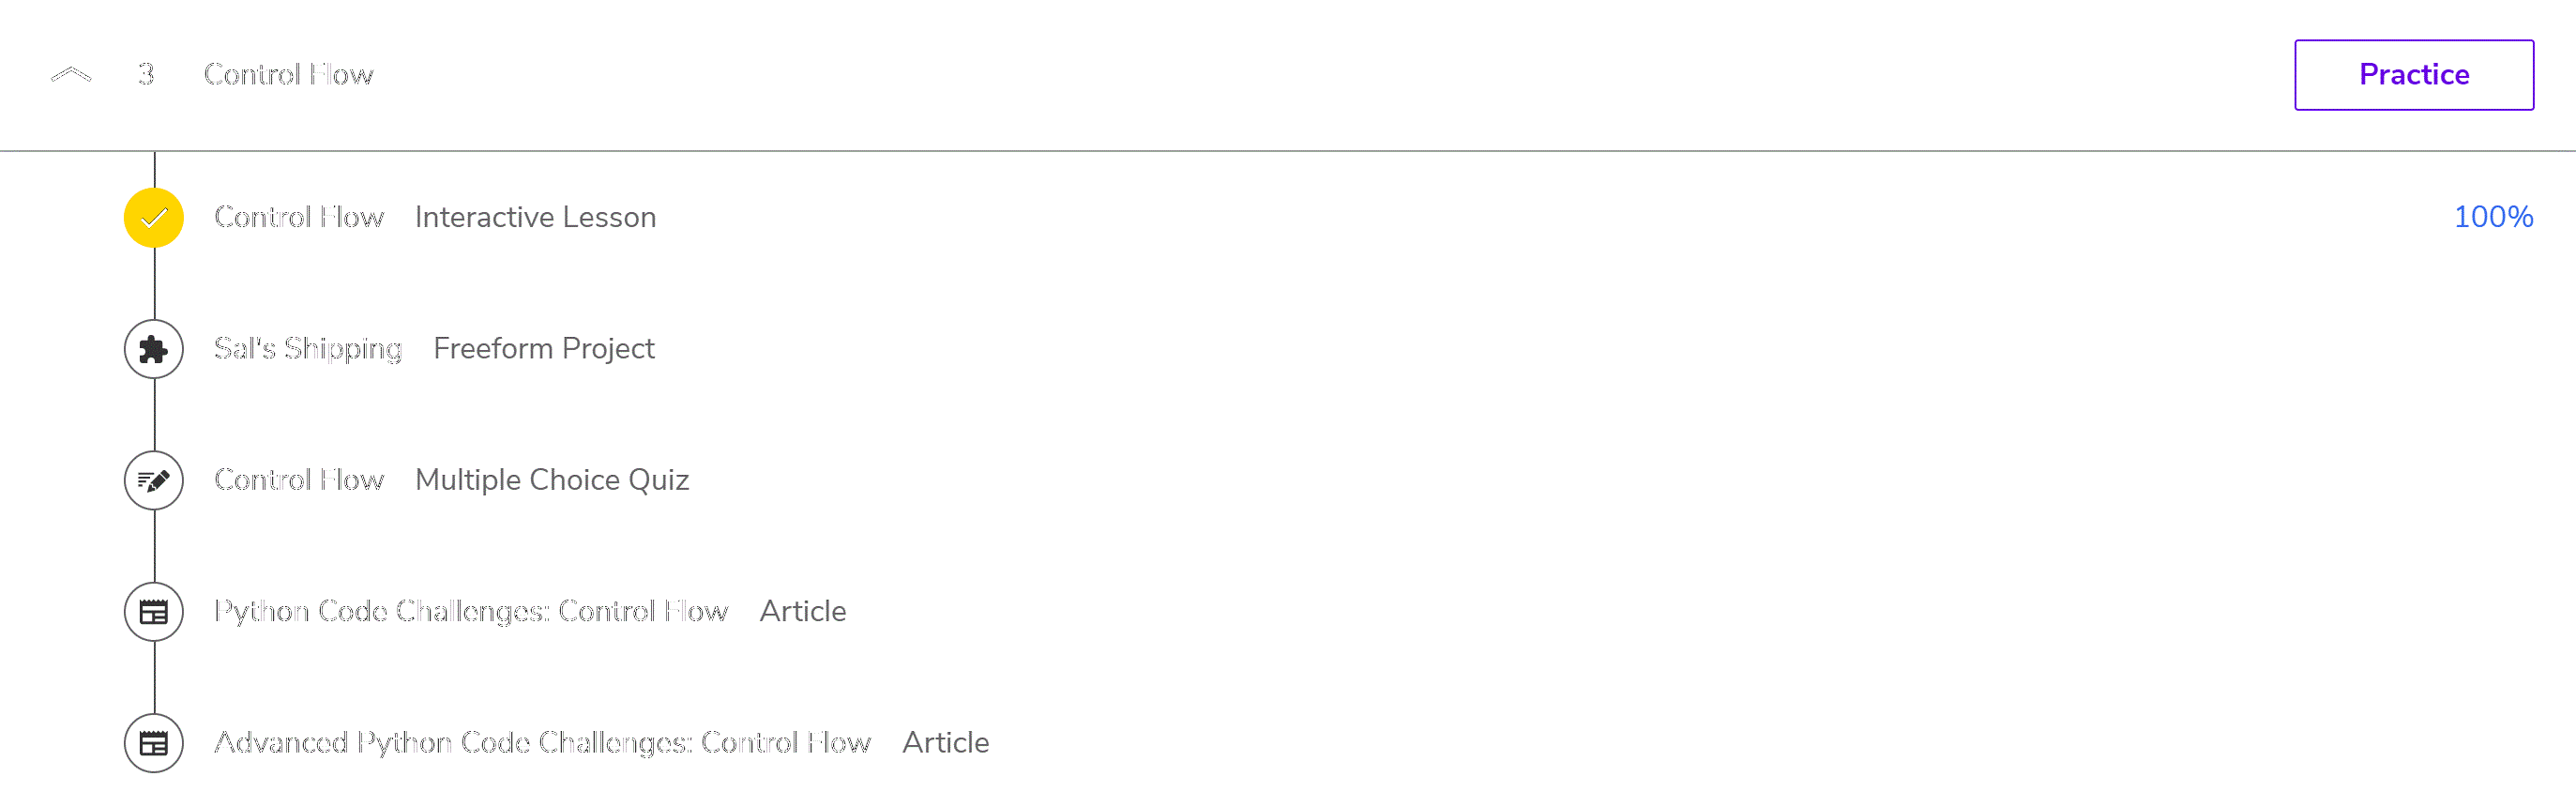 3 Control Flow Practice
Control Flow Interactive Lesson 100%
Sal's Shipping Freeform Project
Control Flow Multiple Choice Quiz
Python Code Challenges: Control Flow Article
Advanced Python Code Challenges: Control Flow Article